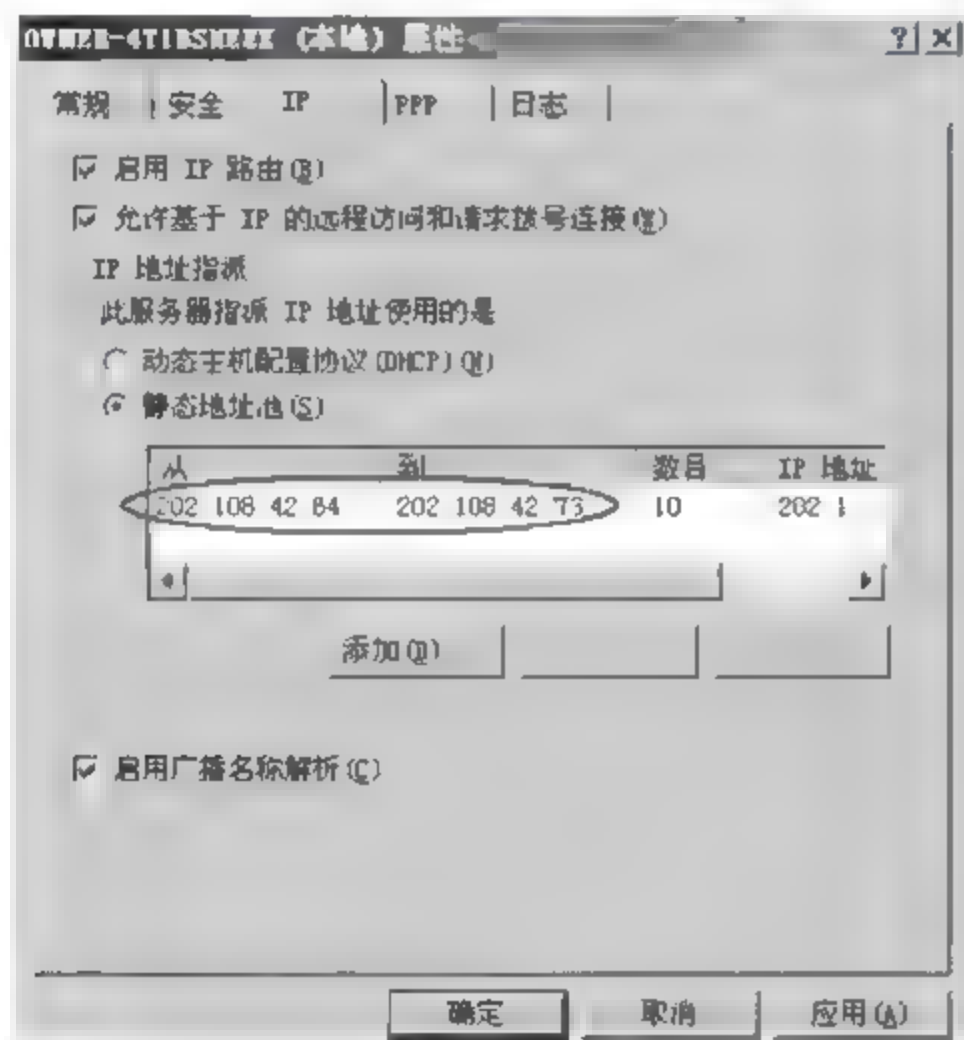 (本地) 属性
常规 安全 IP PPP 日志
启用 IP 路由(R)
允许基于 IP 的远程访问和请求拨号连接(W)
IP 地址指派
此服务器指派 IP 地址使用的是
动态主机配置协议(DHCP)(N)
静态地址池(S)
从 到 数目 IP 地址
202 108 42 64 202 108 42 73 10 202 1
添加(D)
启用广播名称解析(C)
确定 取消 应用(A)